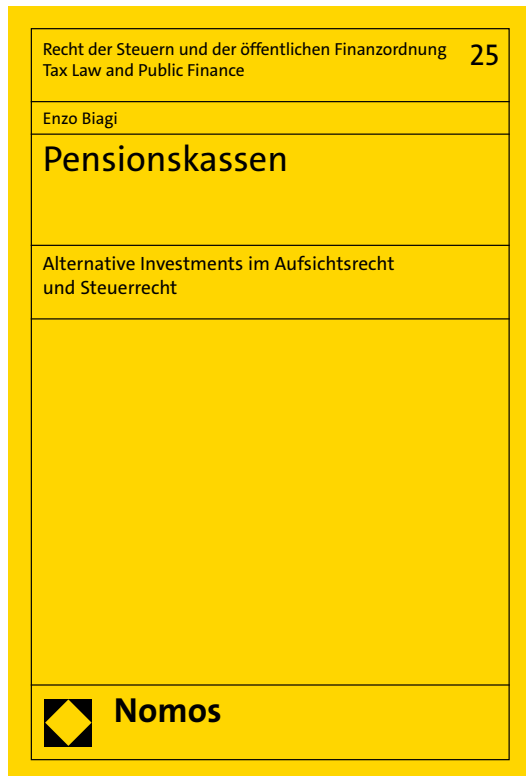 Recht der Steuern und der öffentlichen Finanzordnung 25
Tax Law and Public Finance
Enzo Biagi
Pensionskassen
Alternative Investments im Aufsichtsrecht
und Steuerrecht
Nomos